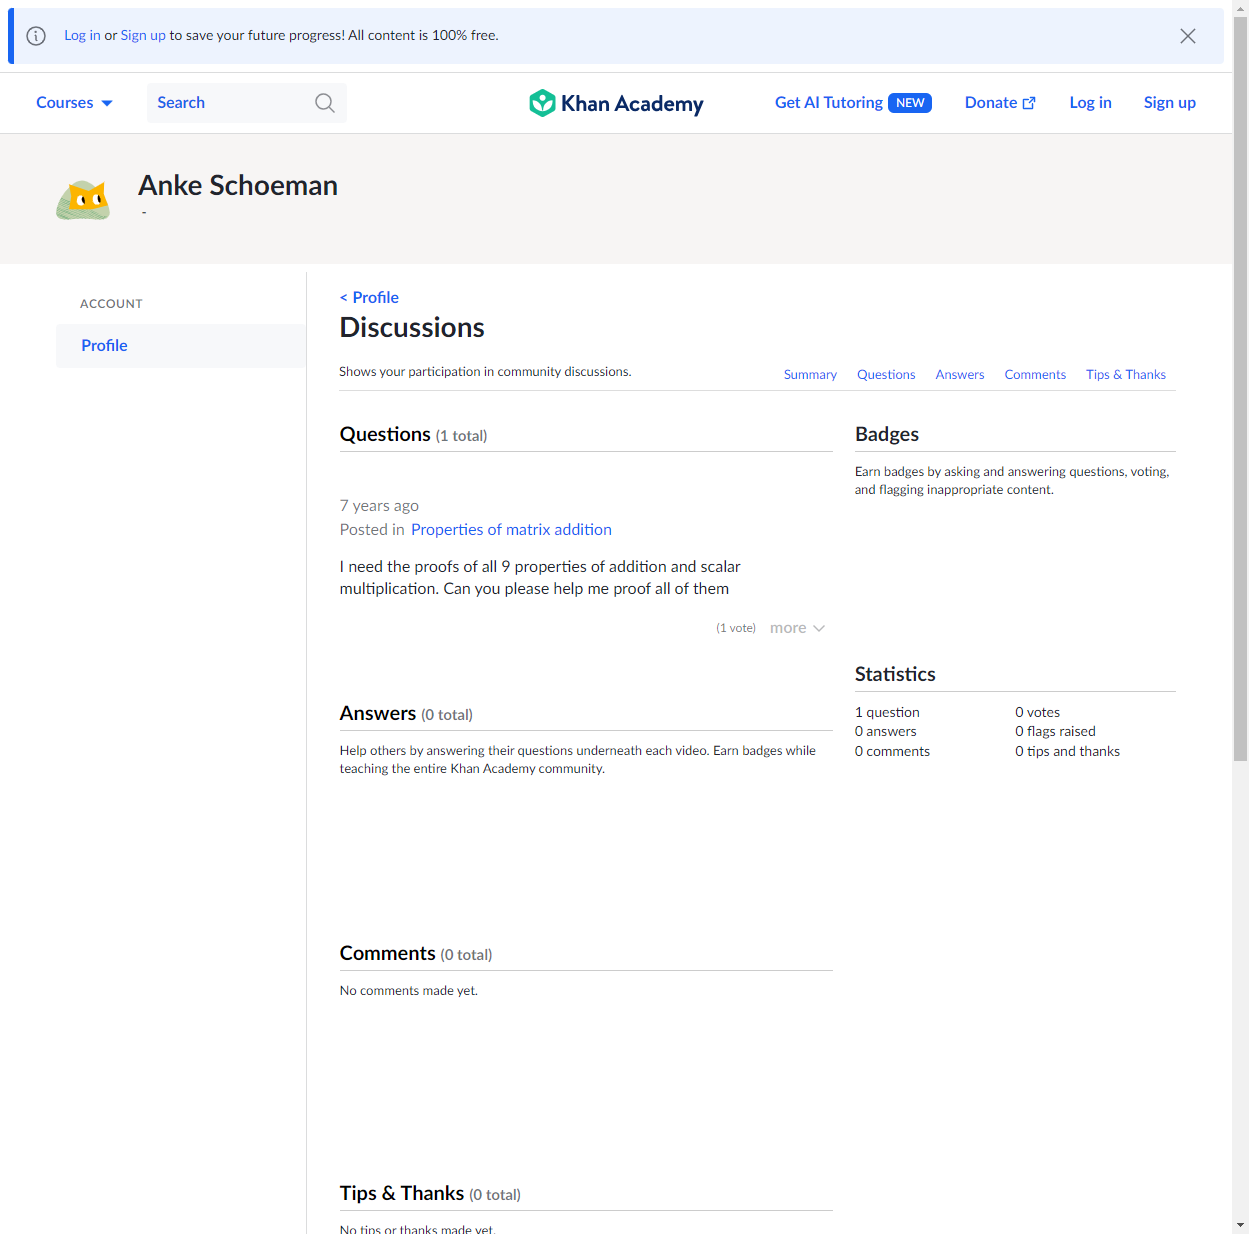 Log in or Sign up to save your future progress! All content is 100% free.
Courses
Search
Khan Academy
Get AI Tutoring NEW
Donate
Log in
Sign up
Anke Schoeman
-
ACCOUNT
Profile
< Profile
Discussions
Shows your participation in community discussions.
Summary
Questions
Answers
Comments
Tips & Thanks
Questions (1 total)
7 years ago
Posted in Properties of matrix addition
I need the proofs of all 9 properties of addition and scalar
multiplication. Can you please help me proof all of them
(1 vote) more
Answers (0 total)
Help others by answering their questions underneath each video. Earn badges while
teaching the entire Khan Academy community.
Comments (0 total)
No comments made yet.
Tips & Thanks (0 total)
No tips or thanks made yet.
Badges
Earn badges by asking and answering questions, voting,
and flagging inappropriate content.
Statistics
1 question
0 answers
0 comments
0 votes
0 flags raised
0 tips and thanks